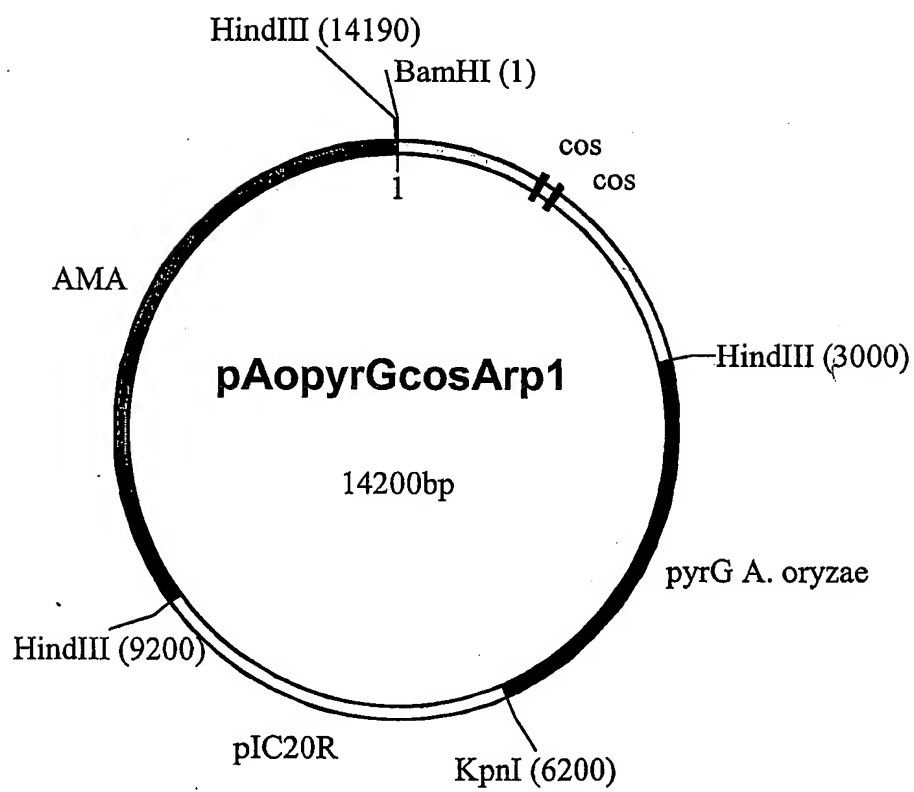 HindIII (14190)
BamHI (1)
cos
cos
1
AMA
HindIII (3000)
pAopyrGcosArp1
14200bp
pyrG A. oryzae
HindIII (9200)
pIC20R
KpnI (6200)